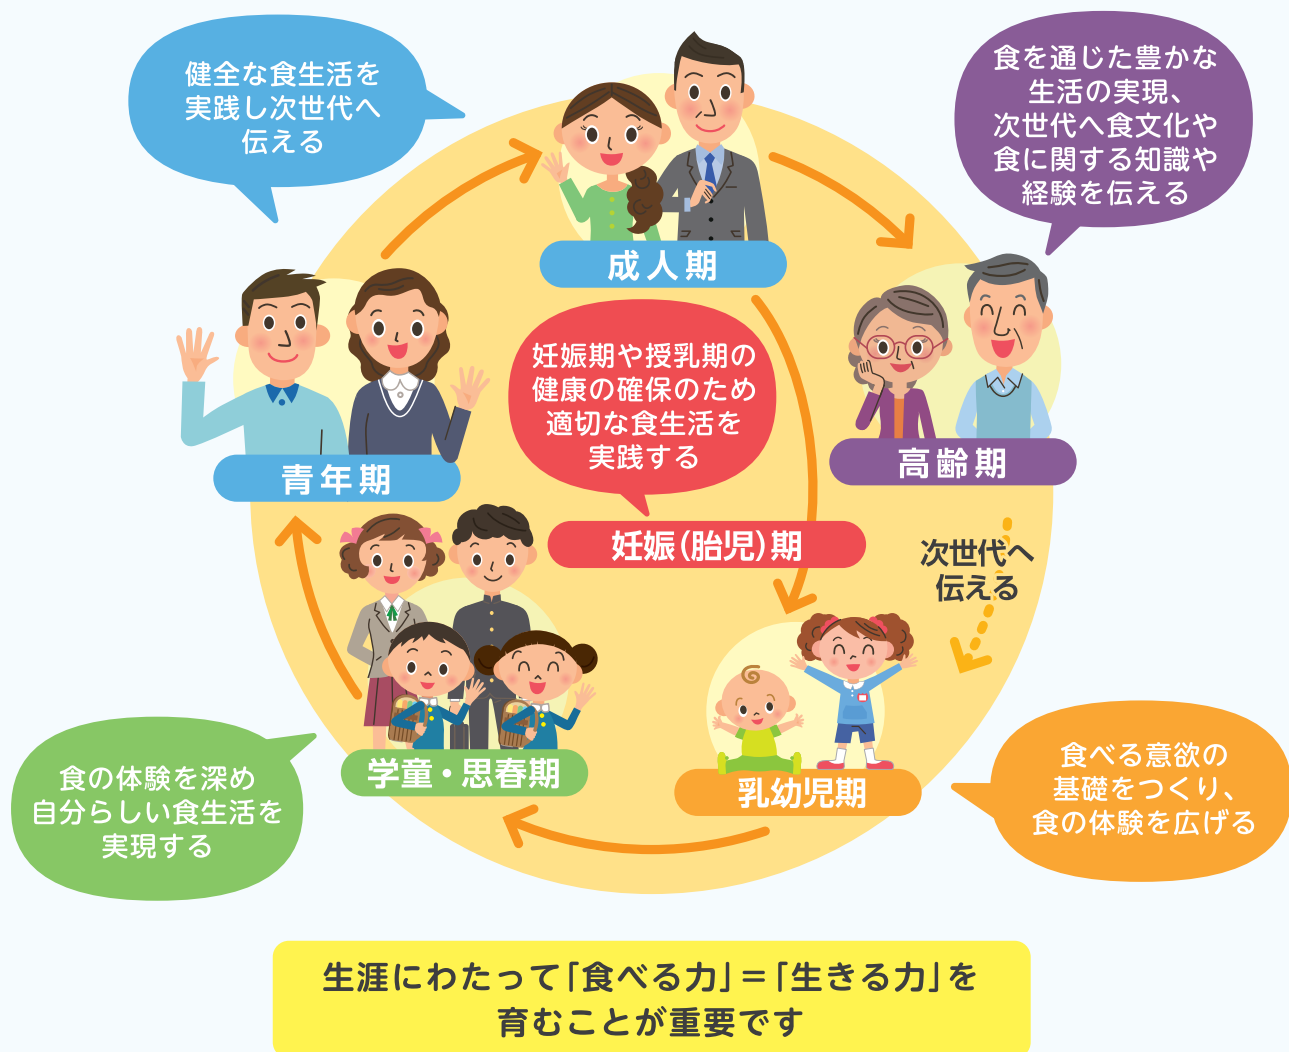 健全な食生活を
実践し次世代へ
伝える
食を通じた豊かな
生活の実現、
次世代へ食文化や
食に関する知識や
経験を伝える
成人期
妊娠期や授乳期の
健康の確保のため
適切な食生活を
実践する
青年期
高齢期
妊娠(胎児)期
次世代へ
伝える
食の体験を深め
自分らしい食生活を
実現する
学童・思春期
乳幼児期
食べる意欲の
基礎をつくり、
食の体験を広げる
生涯にわたって「食べる力」=「生きる力」を
育むことが重要です